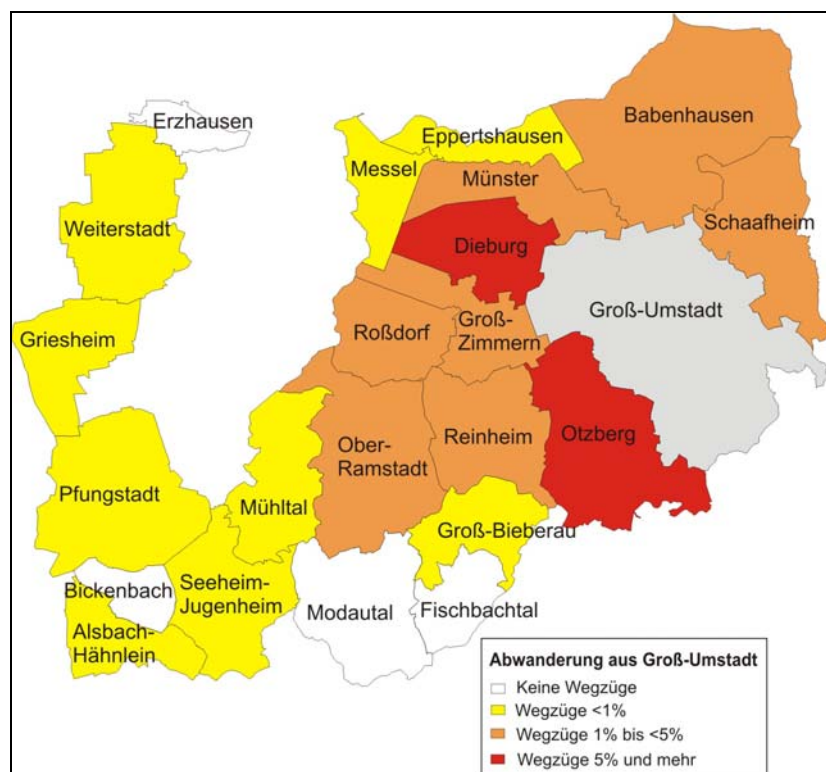 Erzhausen
Eppertshausen
Babenhausen
Messel
Münster
Weiterstadt
Schaafheim
Dieburg
Groß-Umstadt
Griesheim
Roßdorf
Groß-
Zimmern
Ober-
Ramstadt
Reinheim
Otzberg
Pfungstadt
Mühltal
Groß-Bieberau
Bickenbach
Seeheim-
Jugenheim
Modautal
Fischbachtal
Alsbach-
Hähnlein
Abwanderung aus Groß-Umstadt
Keine Wegzüge
Wegzüge <1%
Wegzüge 1% bis <5%
Wegzüge 5% und mehr